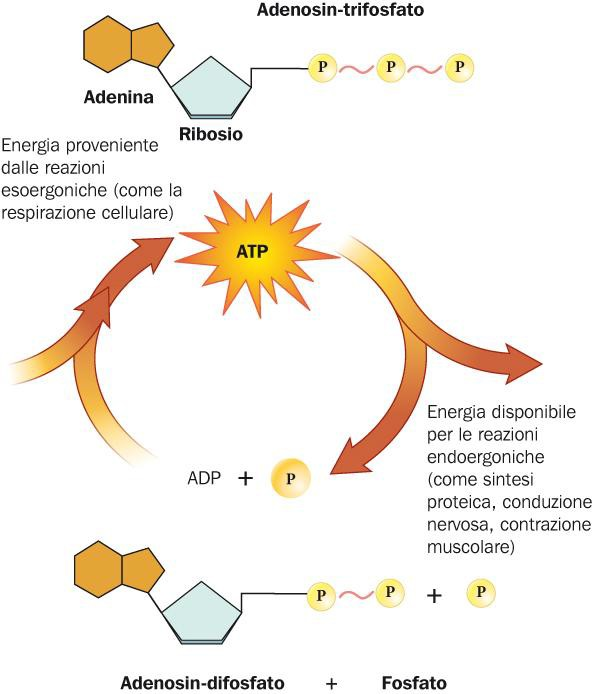 Adenosin-trifosfato
P P P
Adenina
Ribosio
Energia proveniente
dalle reazioni
esoergoniche (come la
respirazione cellulare)
ATP
Energia disponibile
per le reazioni
endoergoniche
(come sintesi
proteica, conduzione
nervosa, contrazione
muscolare)
ADP + P
P P + P
Adenosin-difosfato + Fosfato